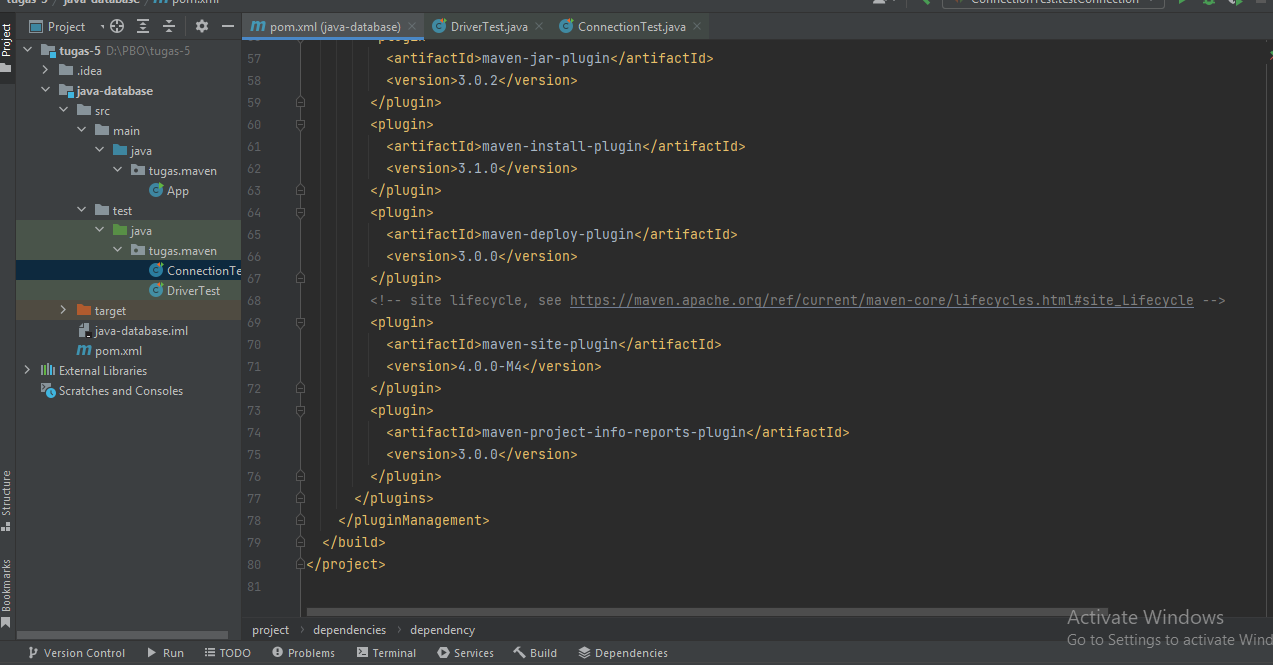 tugas-5 java-database pom.xml
ConnectionTest.testConnection
Project
pom.xml (java-database)
DriverTest.java
ConnectionTest.java
Project
tugas-5 D:\PBO\tugas-5
.idea
java-database
src
main
java
tugas.maven
App
test
java
tugas.maven
ConnectionTe
DriverTest
target
java-database.iml
pom.xml
External Libraries
Scratches and Consoles
Structure
Bookmarks
57 <artifactId>maven-jar-plugin</artifactId>
58 <version>3.0.2</version>
59 </plugin>
60 <plugin>
61 <artifactId>maven-install-plugin</artifactId>
62 <version>3.1.0</version>
63 </plugin>
64 <plugin>
65 <artifactId>maven-deploy-plugin</artifactId>
66 <version>3.0.0</version>
67 </plugin>
68 <!-- site lifecycle, see https://maven.apache.org/ref/current/maven-core/lifecycles.html#site_Lifecycle -->
69 <plugin>
70 <artifactId>maven-site-plugin</artifactId>
71 <version>4.0.0-M4</version>
72 </plugin>
73 <plugin>
74 <artifactId>maven-project-info-reports-plugin</artifactId>
75 <version>3.0.0</version>
76 </plugin>
77 </plugins>
78 </pluginManagement>
79 </build>
80 </project>
81
Activate Windows
Go to Settings to activate Wind
project dependencies dependency
Version Control Run TODO Problems Terminal Services Build Dependencies